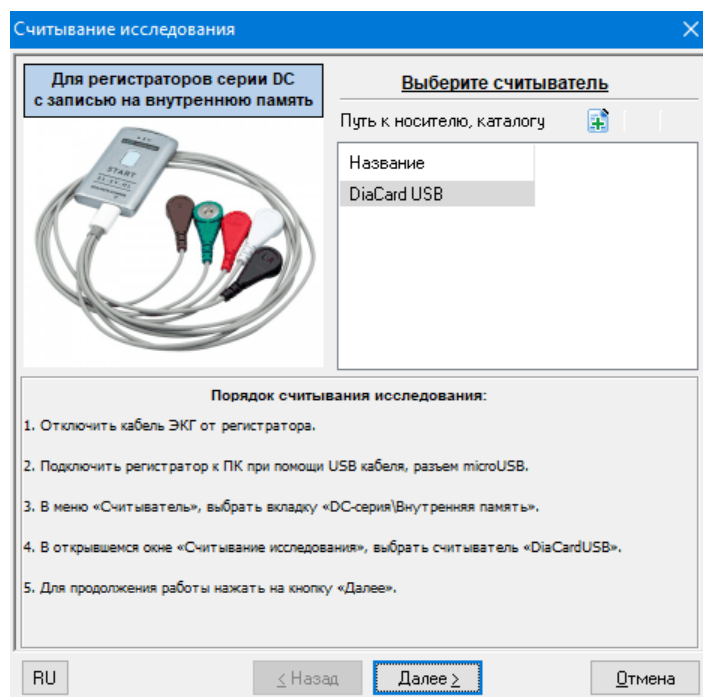 Считывание исследования
Для регистраторов серии DC
с записью на внутреннюю память
START
Выберите считыватель
Путь к носителю, каталогу
Название
DiaCard USB
Порядок считывания исследования:
1. Отключить кабель ЭКГ от регистратора.
2. Подключить регистратор к ПК при помощи USB кабеля, разъем microUSB.
3. В меню «Считыватель», выбрать вкладку «DC-серия\Внутренняя память».
4. В открывшемся окне «Считывание исследования», выбрать считыватель «DiaCardUSB».
5. Для продолжения работы нажать на кнопку «Далее».
RU
< Назад
Далее >
Отмена